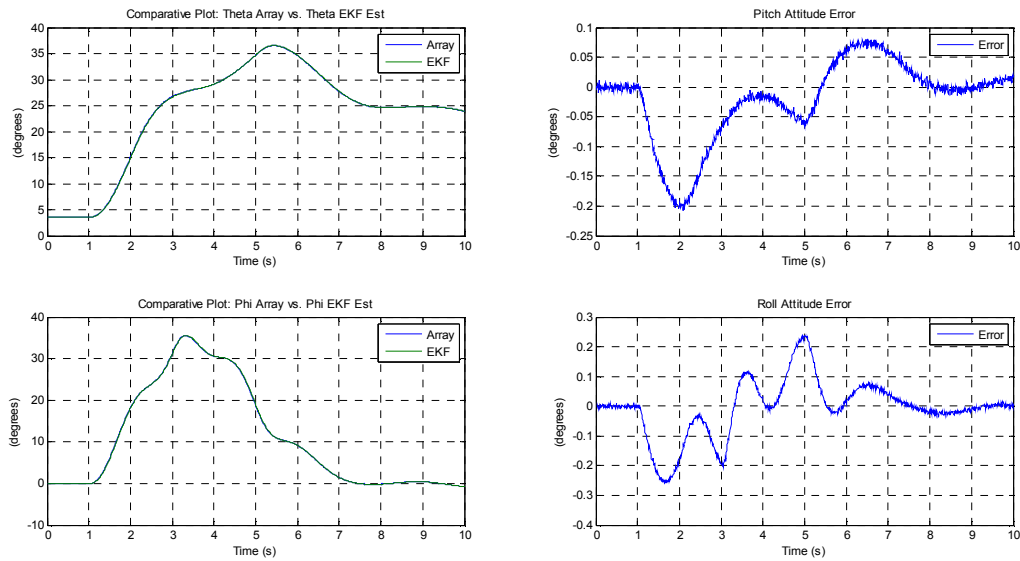 Comparative Plot: Theta Array vs. Theta EKF Est
40
35
30
25
20
15
10
5
0
(degrees)
Array
EKF
0 1 2 3 4 5 6 7 8 9 10
Time (s)
Pitch Attitude Error
0.1
0.05
0
-0.05
-0.1
-0.15
-0.2
-0.25
(degrees)
Error
0 1 2 3 4 5 6 7 8 9 10
Time (s)
Comparative Plot: Phi Array vs. Phi EKF Est
40
30
20
10
0
-10
(degrees)
Array
EKF
0 1 2 3 4 5 6 7 8 9 10
Time (s)
Roll Attitude Error
0.3
0.2
0.1
0
-0.1
-0.2
-0.3
-0.4
(degrees)
Error
0 1 2 3 4 5 6 7 8 9 10
Time (s)